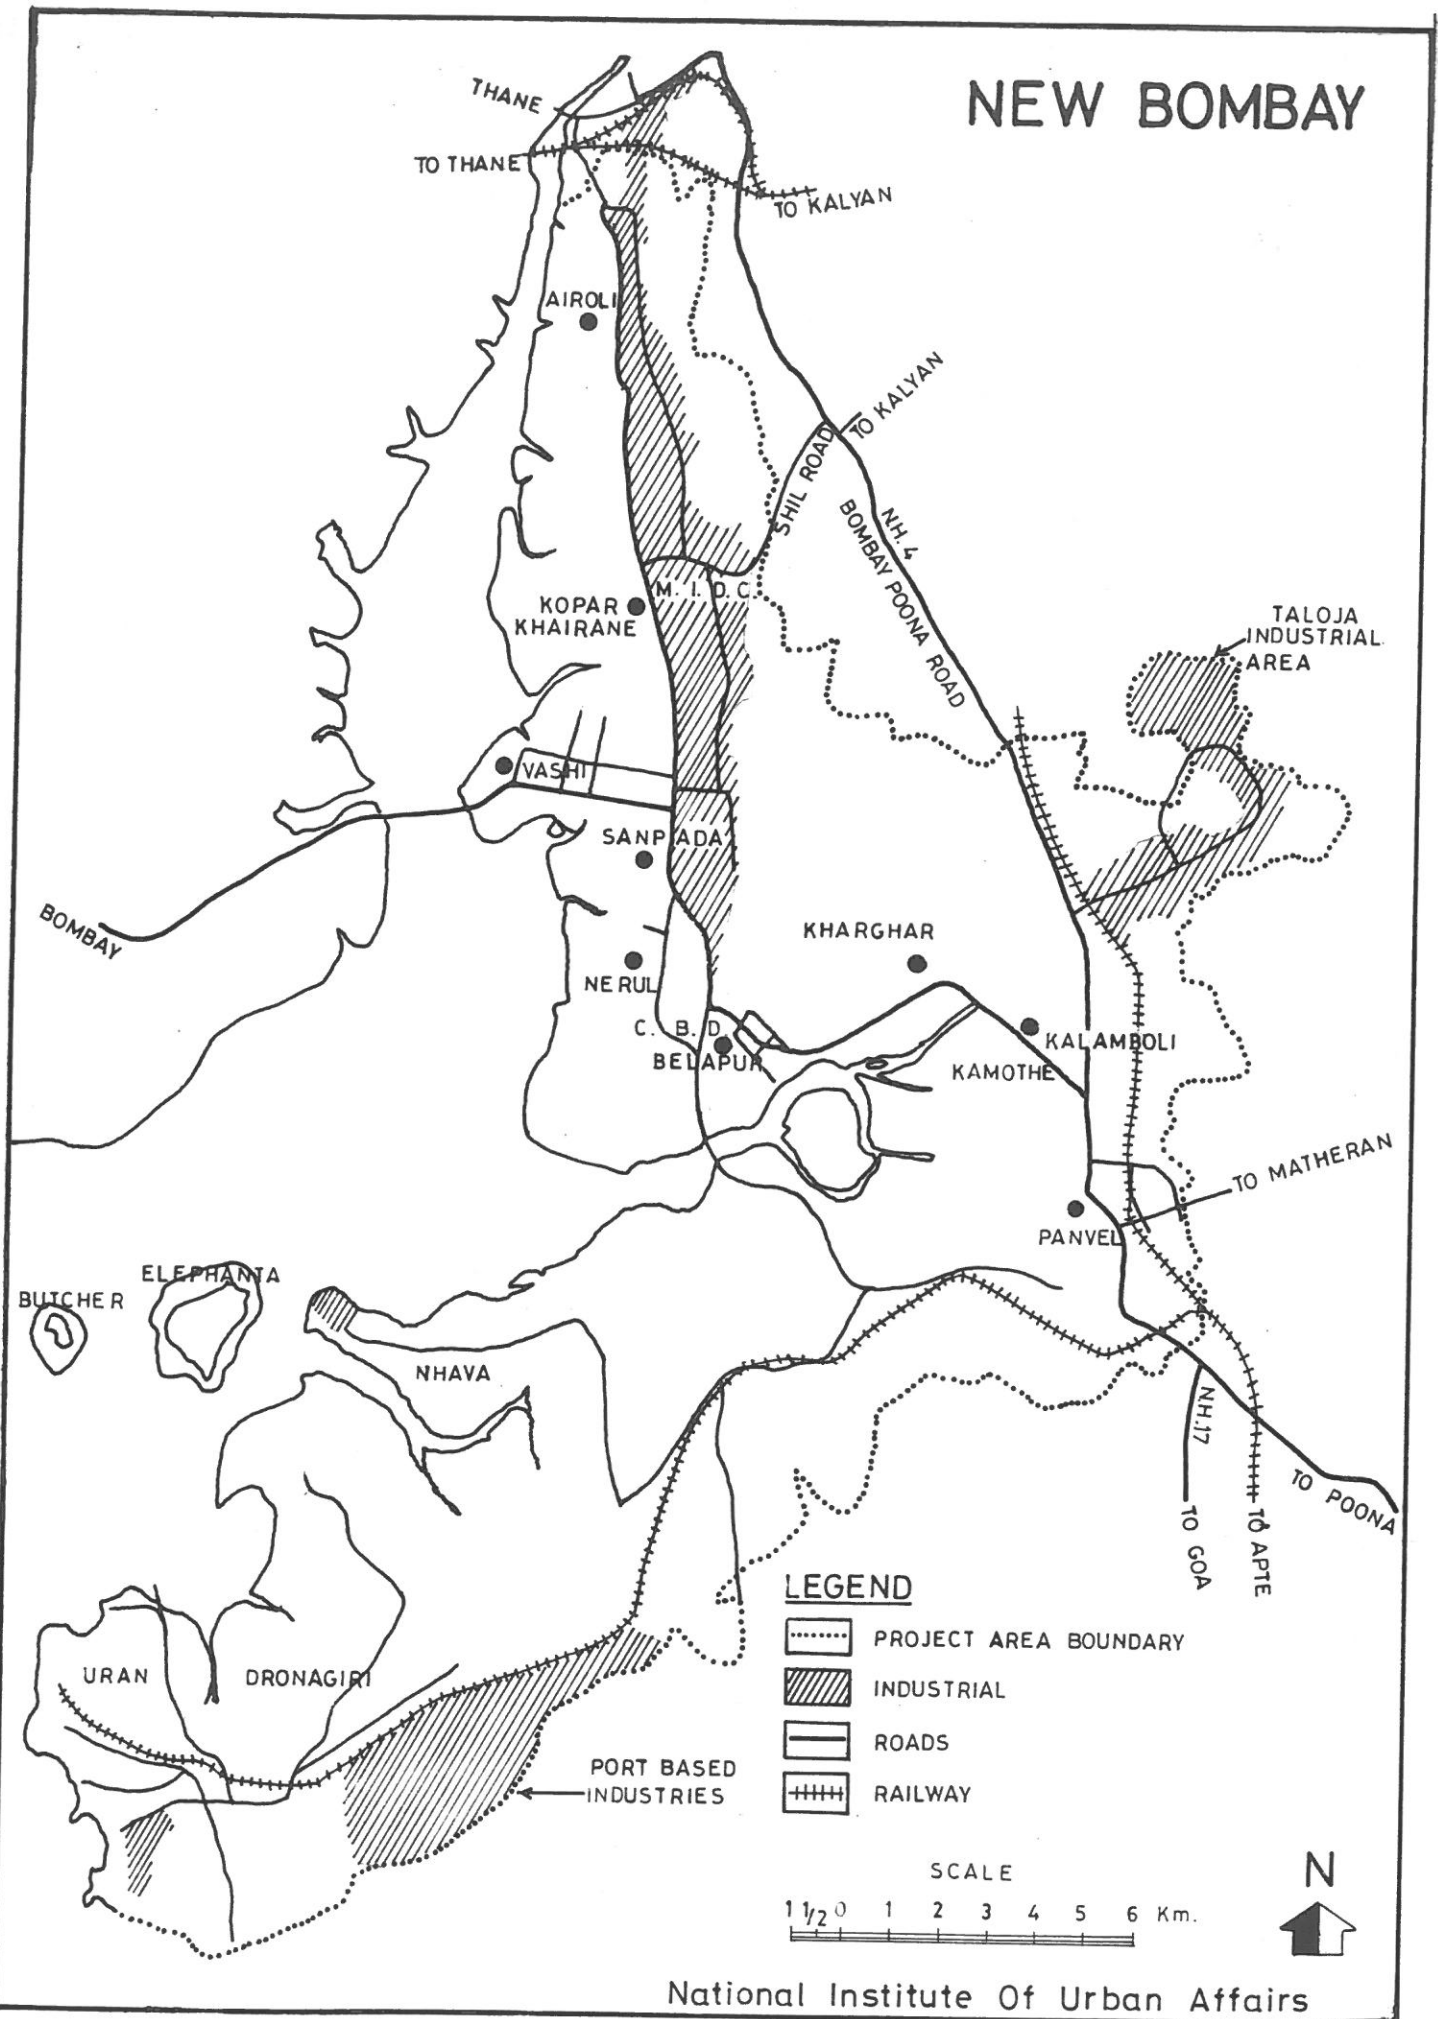 NEW BOMBAY
THANE
TO THANE
TO KALYAN
AIROLI
TO KALYAN
SHIL ROAD
NH. 4
BOMBAY POONA ROAD
M. I. D. C.
KOPAR
KHAIRANE
TALOJA
INDUSTRIAL
AREA
VASHI
SANPADA
BOMBAY
KHARGHAR
NERUL
C. B. D.
BELAPUR
KALAMBOLI
KAMOTHE
TO MATHERAN
PANVEL
ELEPHANTA
BUTCHER
NHAVA
NH.17
TO GOA
TO APTE
TO POONA
URAN
DRONAGIRI
PORT BASED
INDUSTRIES
LEGEND
PROJECT AREA BOUNDARY
INDUSTRIAL
ROADS
RAILWAY
SCALE
1 1/2 0 1 2 3 4 5 6 Km.
N
National Institute Of Urban Affairs